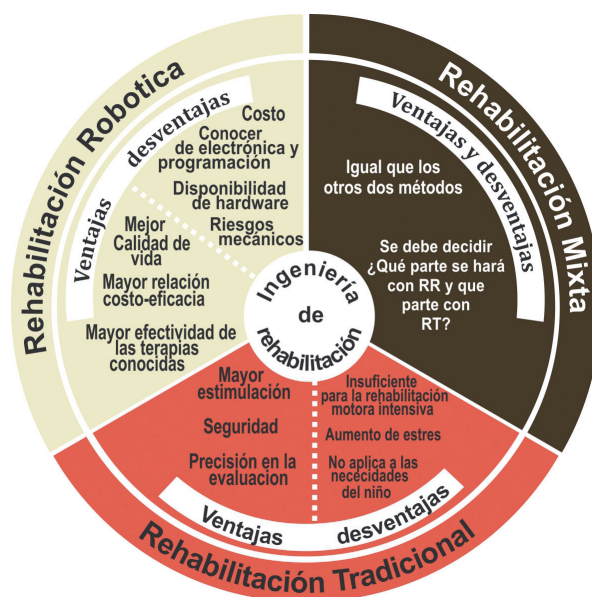 Rehabilitación Robotica
Ventajas
desventajas
Costo
Conocer
de electrónica y
programación
Disponibilidad
de hardware
Riesgos
mecánicos
Mejor
Calidad de
vida
Mayor relación
costo-eficacia
Mayor efectividad de
las terapias
conocidas
Rehabilitación Mixta
Ventajas y desventajas
Igual que los
otros dos métodos
Se debe decidir
¿Qué parte se hará
con RR y que
parte con
RT?
Ingeniería
de
rehabilitación
Mayor
estimulación
Seguridad
Precisión en la
evaluacion
Insuficiente
para la rehabilitación
motora intensiva
Aumento de estres
No aplica a las
nececidades
del niño
Ventajas
desventajas
Rehabilitación Tradicional